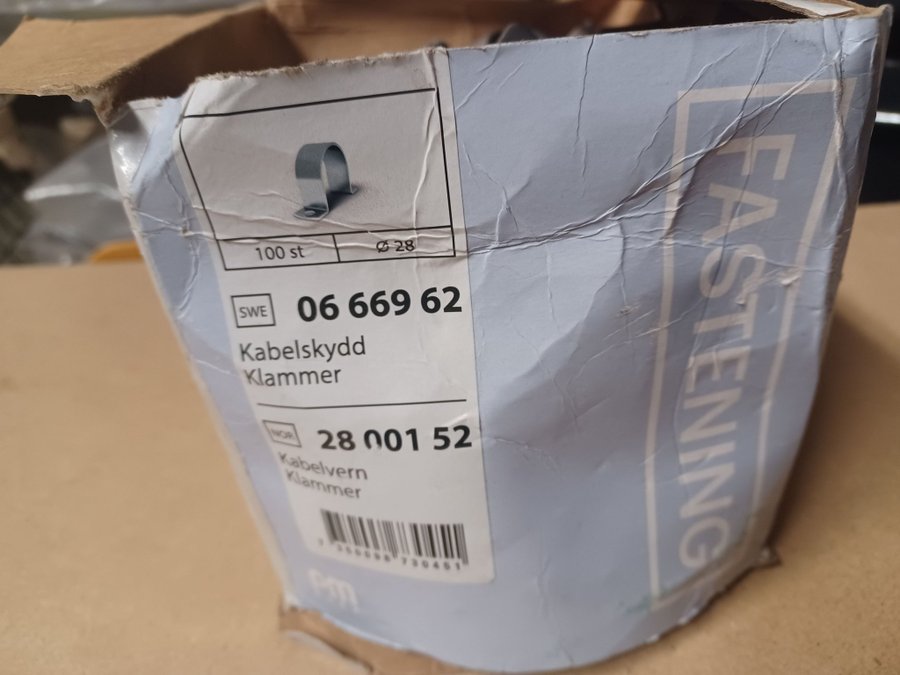 100 st
Ø 28
SWE
06 669 62
Kabelskydd
Klammer
NOR
28 001 52
Kabelvern
Klammer
FASTENING